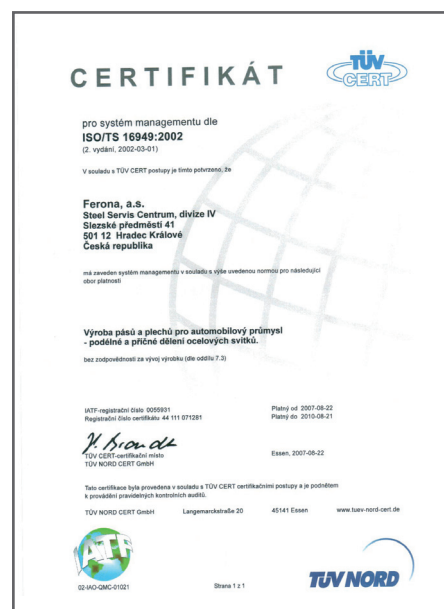 TÜV
CERT
CERTIFIKÁT
pro systém managementu dle
ISO/TS 16949:2002
(2. vydání, 2002-03-01)
V souladu s TÜV CERT postupy je tímto potvrzeno, že
Ferona, a.s.
Steel Servis Centrum, divize IV
Slezské předměstí 41
501 12 Hradec Králové
Česká republika
má zaveden systém managementu v souladu s výše uvedenou normou pro následující
obor platnosti
Výroba pásů a plechů pro automobilový průmysl
- podélné a příčné dělení ocelových svitků.
bez zodpovědnosti za vývoj výrobku (dle oddílu 7.3)
IATF-registrační číslo 0055931
Registrační číslo certifikátu 44 111 071281
Platný od 2007-08-22
Platný do 2010-08-21
TÜV CERT-certifikační místo
TÜV NORD CERT GmbH
Essen, 2007-08-22
Tato certifikace byla provedena v souladu s TÜV CERT certifikačními postupy a je podnětem
k provádění pravidelných kontrolních auditů.
TÜV NORD CERT GmbH Langemarckstraße 20 45141 Essen www.tuev-nord-cert.de
IATF
02-IAO-QMC-01021
Strana 1 z 1
TÜV NORD